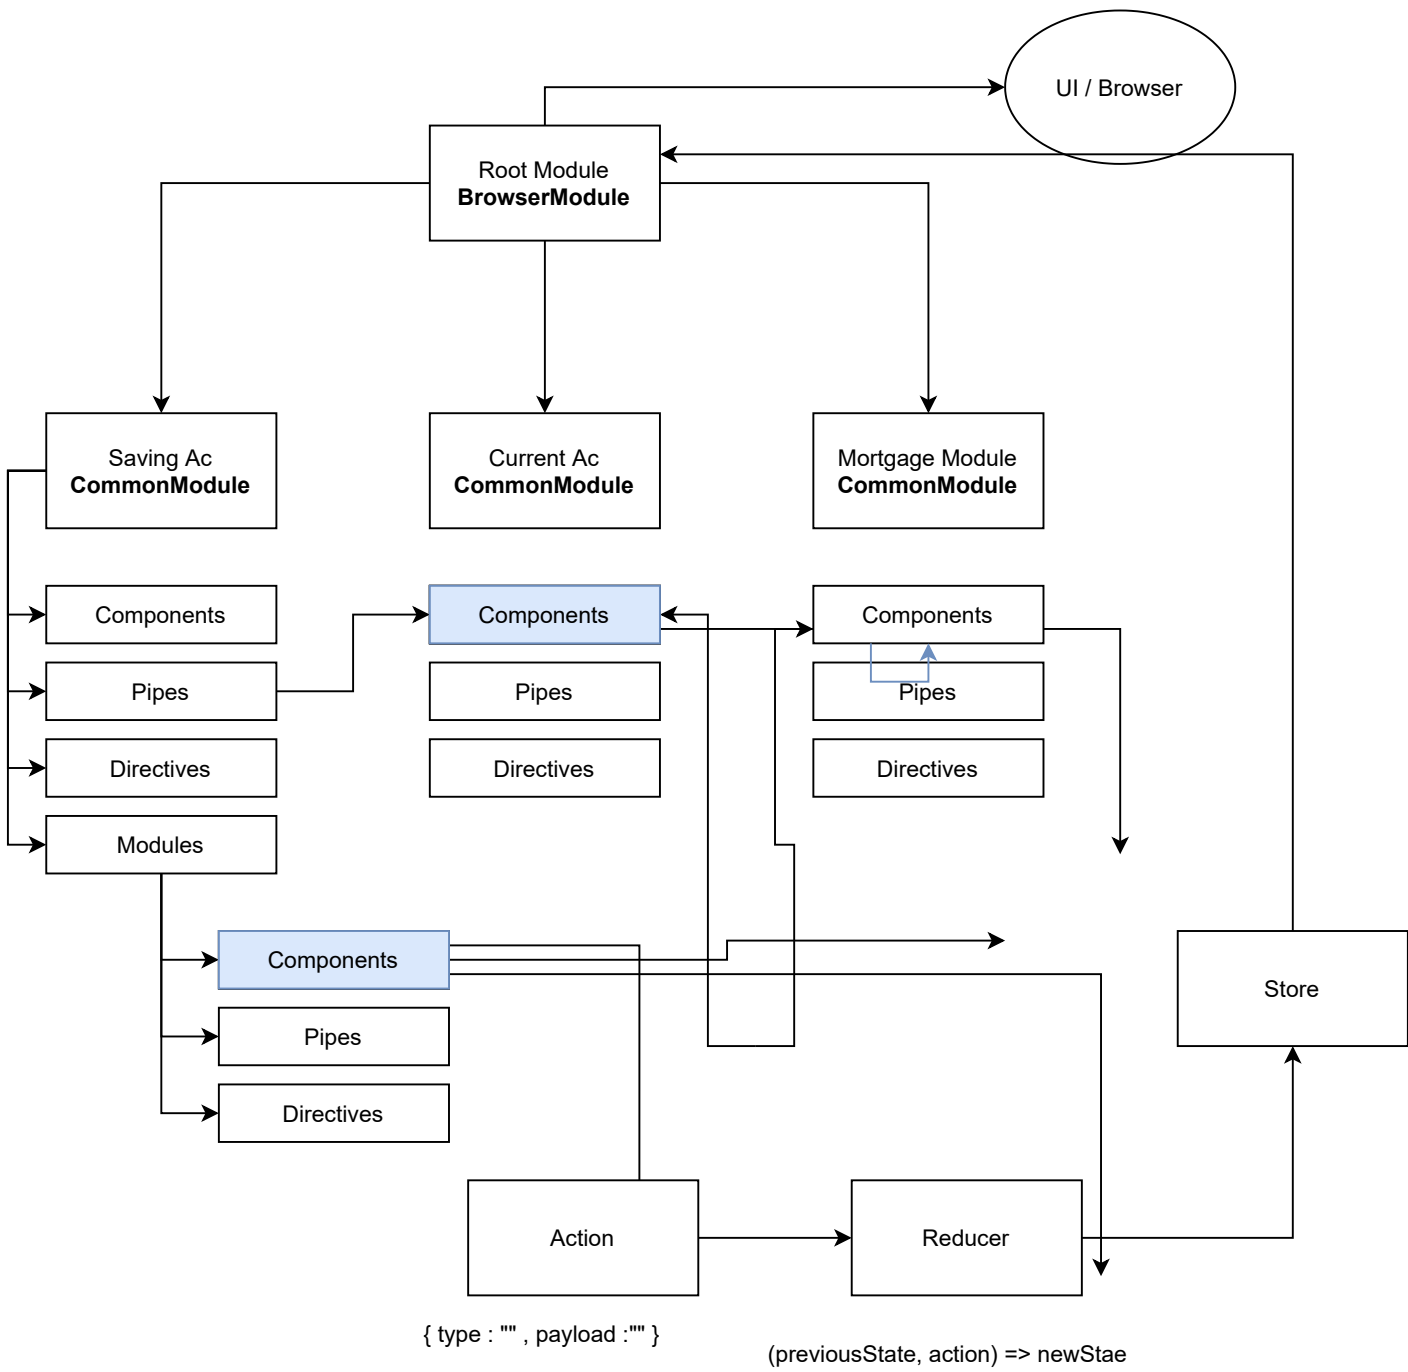 UI / Browser
Root Module
BrowserModule
Saving Ac
CommonModule
Current Ac
CommonModule
Mortgage Module
CommonModule
Components
Components
Components
Pipes
Pipes
Pipes
Directives
Directives
Directives
Modules
Components
Store
Pipes
Directives
Action
Reducer
{ type : "" , payload :"" }
(previousState, action) => newStae